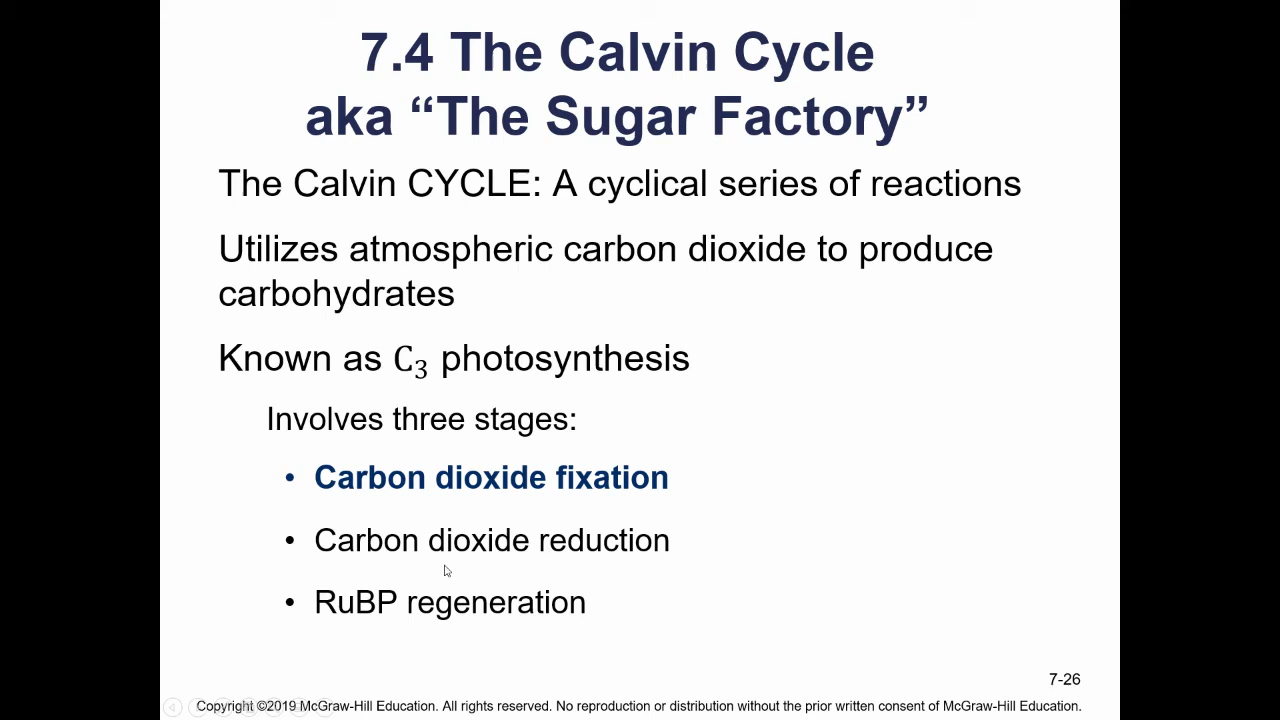 7.4 The Calvin Cycle
aka “The Sugar Factory”
The Calvin CYCLE: A cyclical series of reactions
Utilizes atmospheric carbon dioxide to produce
carbohydrates
Known as C₃ photosynthesis
Involves three stages:
• Carbon dioxide fixation
• Carbon dioxide reduction
• RuBP regeneration
7-26
Copyright ©2019 McGraw-Hill Education. All rights reserved. No reproduction or distribution without the prior written consent of McGraw-Hill Education.